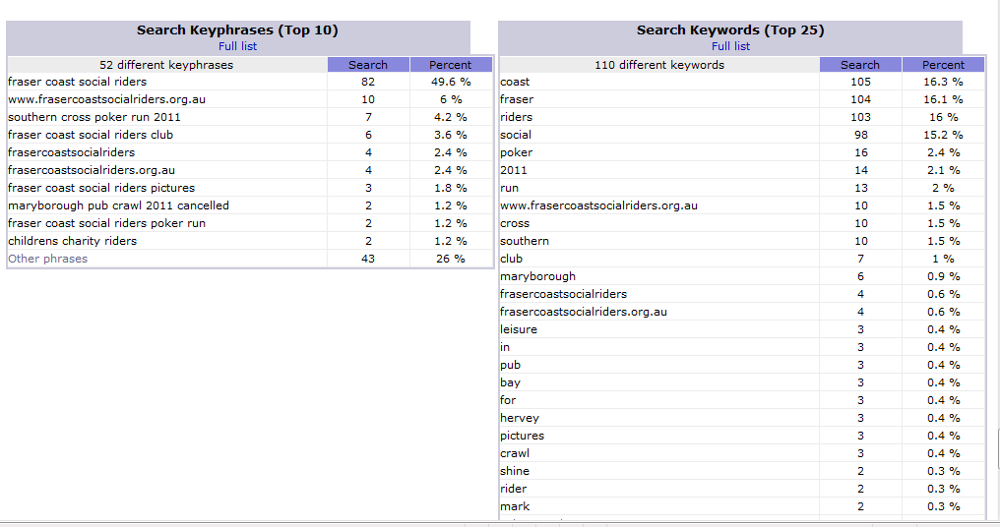 Search Keyphrases (Top 10)
Full list
52 different keyphrases Search Percent
fraser coast social riders 82 49.6 %
www.frasercoastsocialriders.org.au 10 6 %
southern cross poker run 2011 7 4.2 %
fraser coast social riders club 6 3.6 %
frasercoastsocialriders 4 2.4 %
frasercoastsocialriders.org.au 4 2.4 %
fraser coast social riders pictures 3 1.8 %
maryborough pub crawl 2011 cancelled 2 1.2 %
fraser coast social riders poker run 2 1.2 %
childrens charity riders 2 1.2 %
Other phrases 43 26 %
Search Keywords (Top 25)
Full list
110 different keywords Search Percent
coast 105 16.3 %
fraser 104 16.1 %
riders 103 16 %
social 98 15.2 %
poker 16 2.4 %
2011 14 2.1 %
run 13 2 %
www.frasercoastsocialriders.org.au 10 1.5 %
cross 10 1.5 %
southern 10 1.5 %
club 7 1 %
maryborough 6 0.9 %
frasercoastsocialriders 4 0.6 %
frasercoastsocialriders.org.au 4 0.6 %
leisure 3 0.4 %
in 3 0.4 %
pub 3 0.4 %
bay 3 0.4 %
for 3 0.4 %
hervey 3 0.4 %
pictures 3 0.4 %
crawl 3 0.4 %
shine 2 0.3 %
rider 2 0.3 %
mark 2 0.3 %